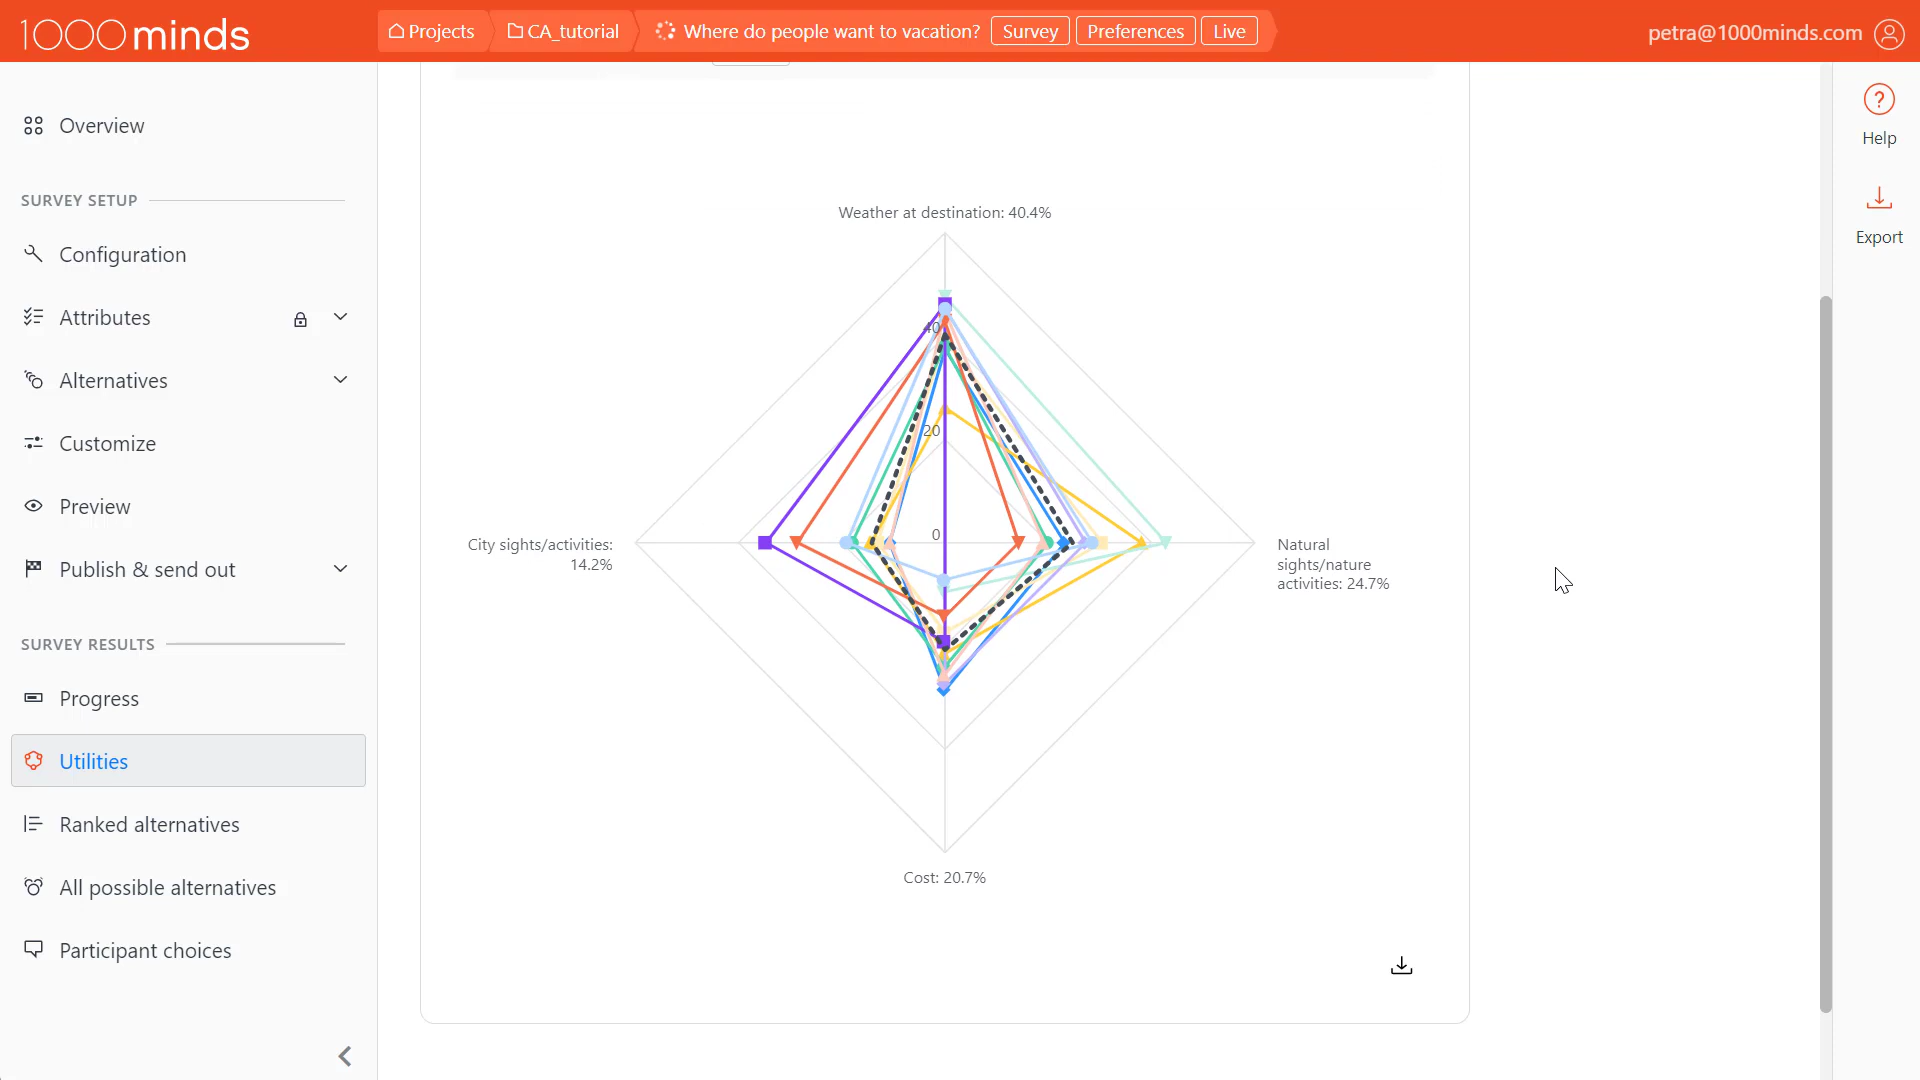 1000minds
Projects
CA_tutorial
Where do people want to vacation?
Survey
Preferences
Live
petra@1000minds.com
Overview
SURVEY SETUP
Configuration
Attributes
Alternatives
Customize
Preview
Publish & send out
SURVEY RESULTS
Progress
Utilities
Ranked alternatives
All possible alternatives
Participant choices
Weather at destination: 40.4%
40
20
0
City sights/activities:
14.2%
Natural
sights/nature
activities: 24.7%
Cost: 20.7%
?
Help
Export